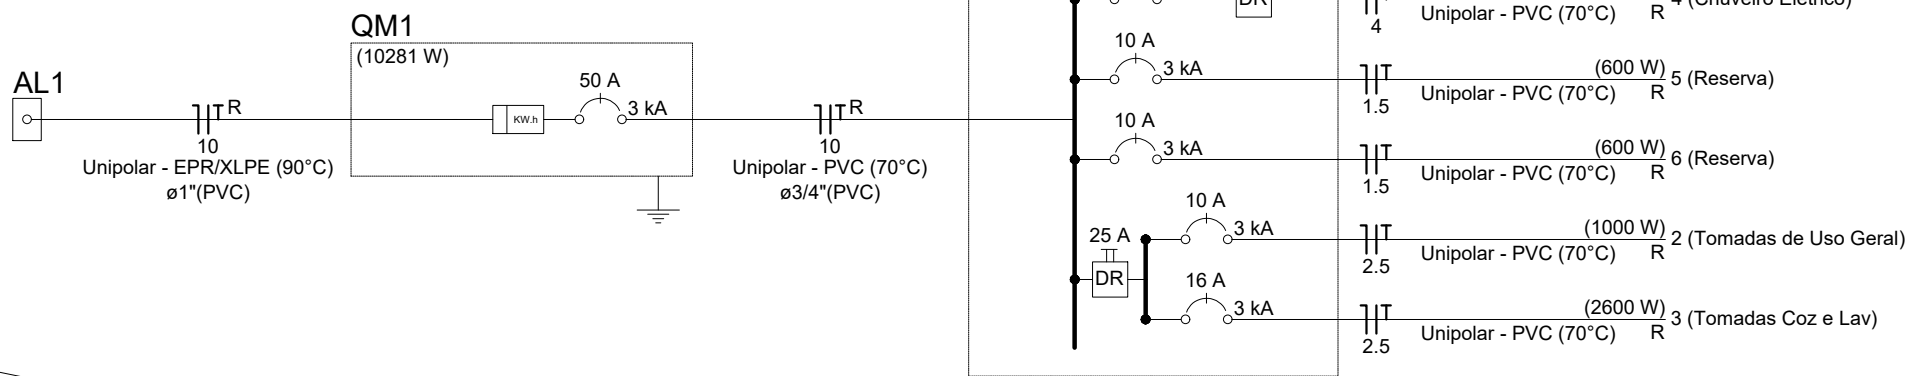 QM1
(10281 W)
AL1
R
10
Unipolar - EPR/XLPE (90°C)
ø1"(PVC)
KW.h
50 A
3 kA
R
10
Unipolar - PVC (70°C)
ø3/4"(PVC)
DR
4
Unipolar - PVC (70°C)
R
4 (Chuveiro Elétrico)
10 A
3 kA
1.5
(600 W)
Unipolar - PVC (70°C)
R
5 (Reserva)
10 A
3 kA
1.5
(600 W)
Unipolar - PVC (70°C)
R
6 (Reserva)
25 A
DR
10 A
3 kA
2.5
(1000 W)
Unipolar - PVC (70°C)
R
2 (Tomadas de Uso Geral)
16 A
3 kA
2.5
(2600 W)
Unipolar - PVC (70°C)
R
3 (Tomadas Coz e Lav)